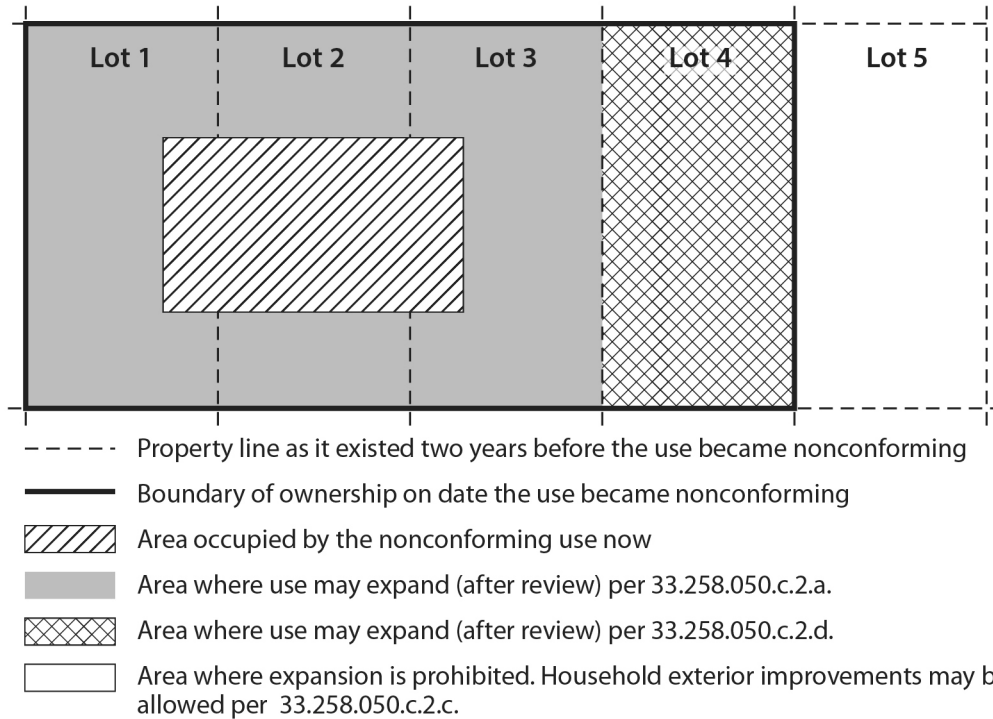 Lot 1 Lot 2 Lot 3 Lot 4 Lot 5
Property line as it existed two years before the use became nonconforming
Boundary of ownership on date the use became nonconforming
Area occupied by the nonconforming use now
Area where use may expand (after review) per 33.258.050.c.2.a.
Area where use may expand (after review) per 33.258.050.c.2.d.
Area where expansion is prohibited. Household exterior improvements may
allowed per 33.258.050.c.2.c.